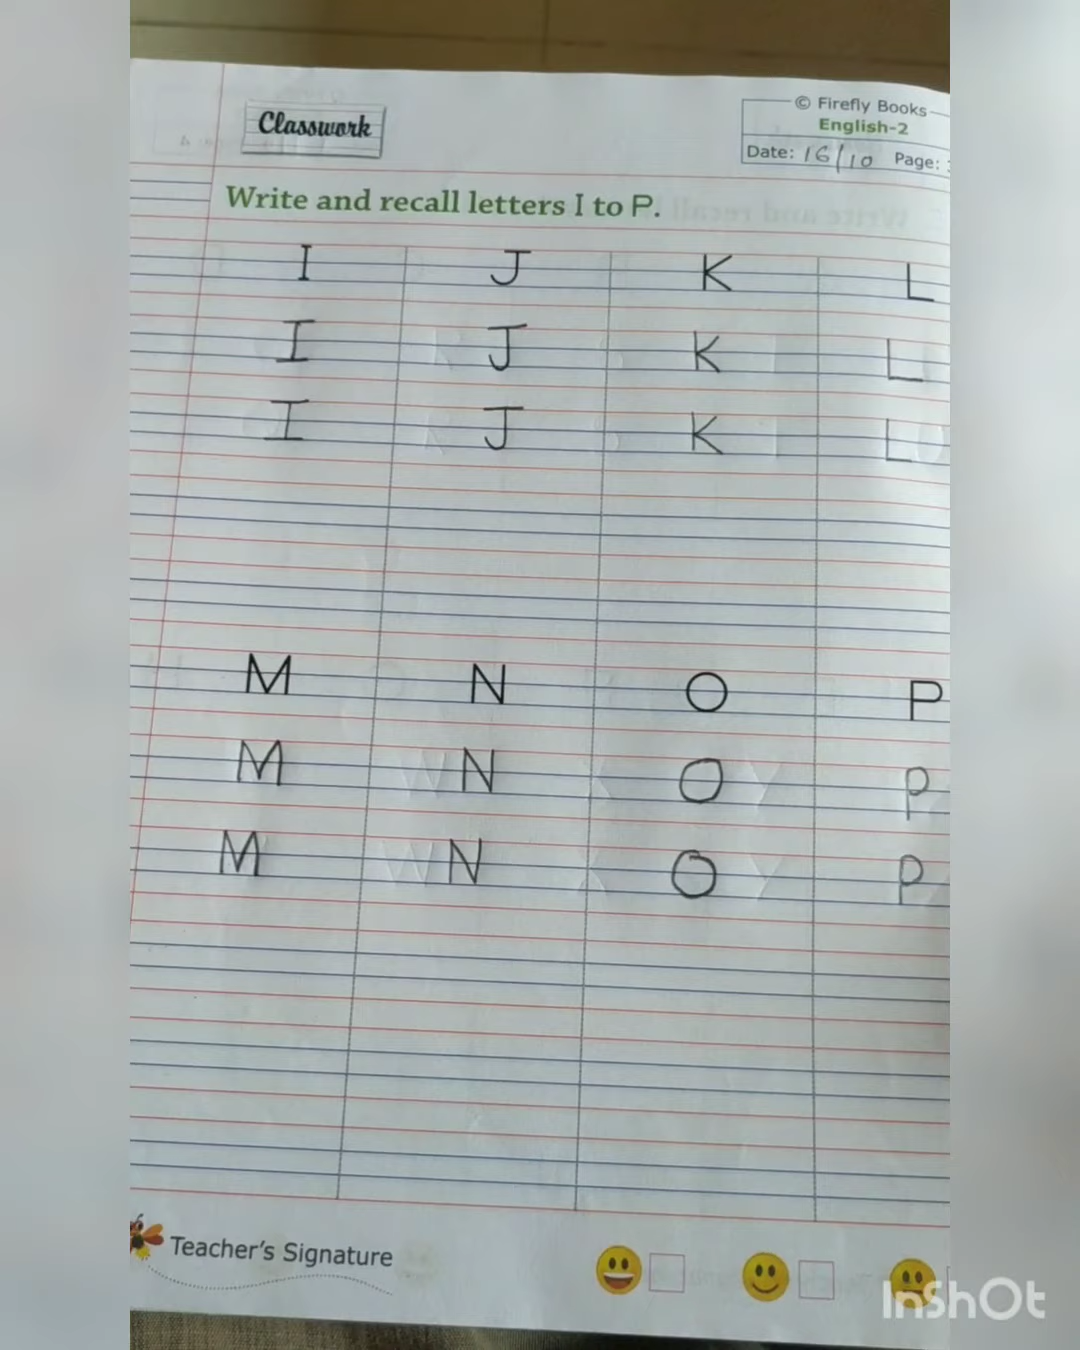 Classwork
© Firefly Books
English-2
Date: 16/10 Page:
Write and recall letters I to P.
I J K L
I J K L
I J K L
M N O P
M N O P
M N O P
Teacher's Signature
InShOt